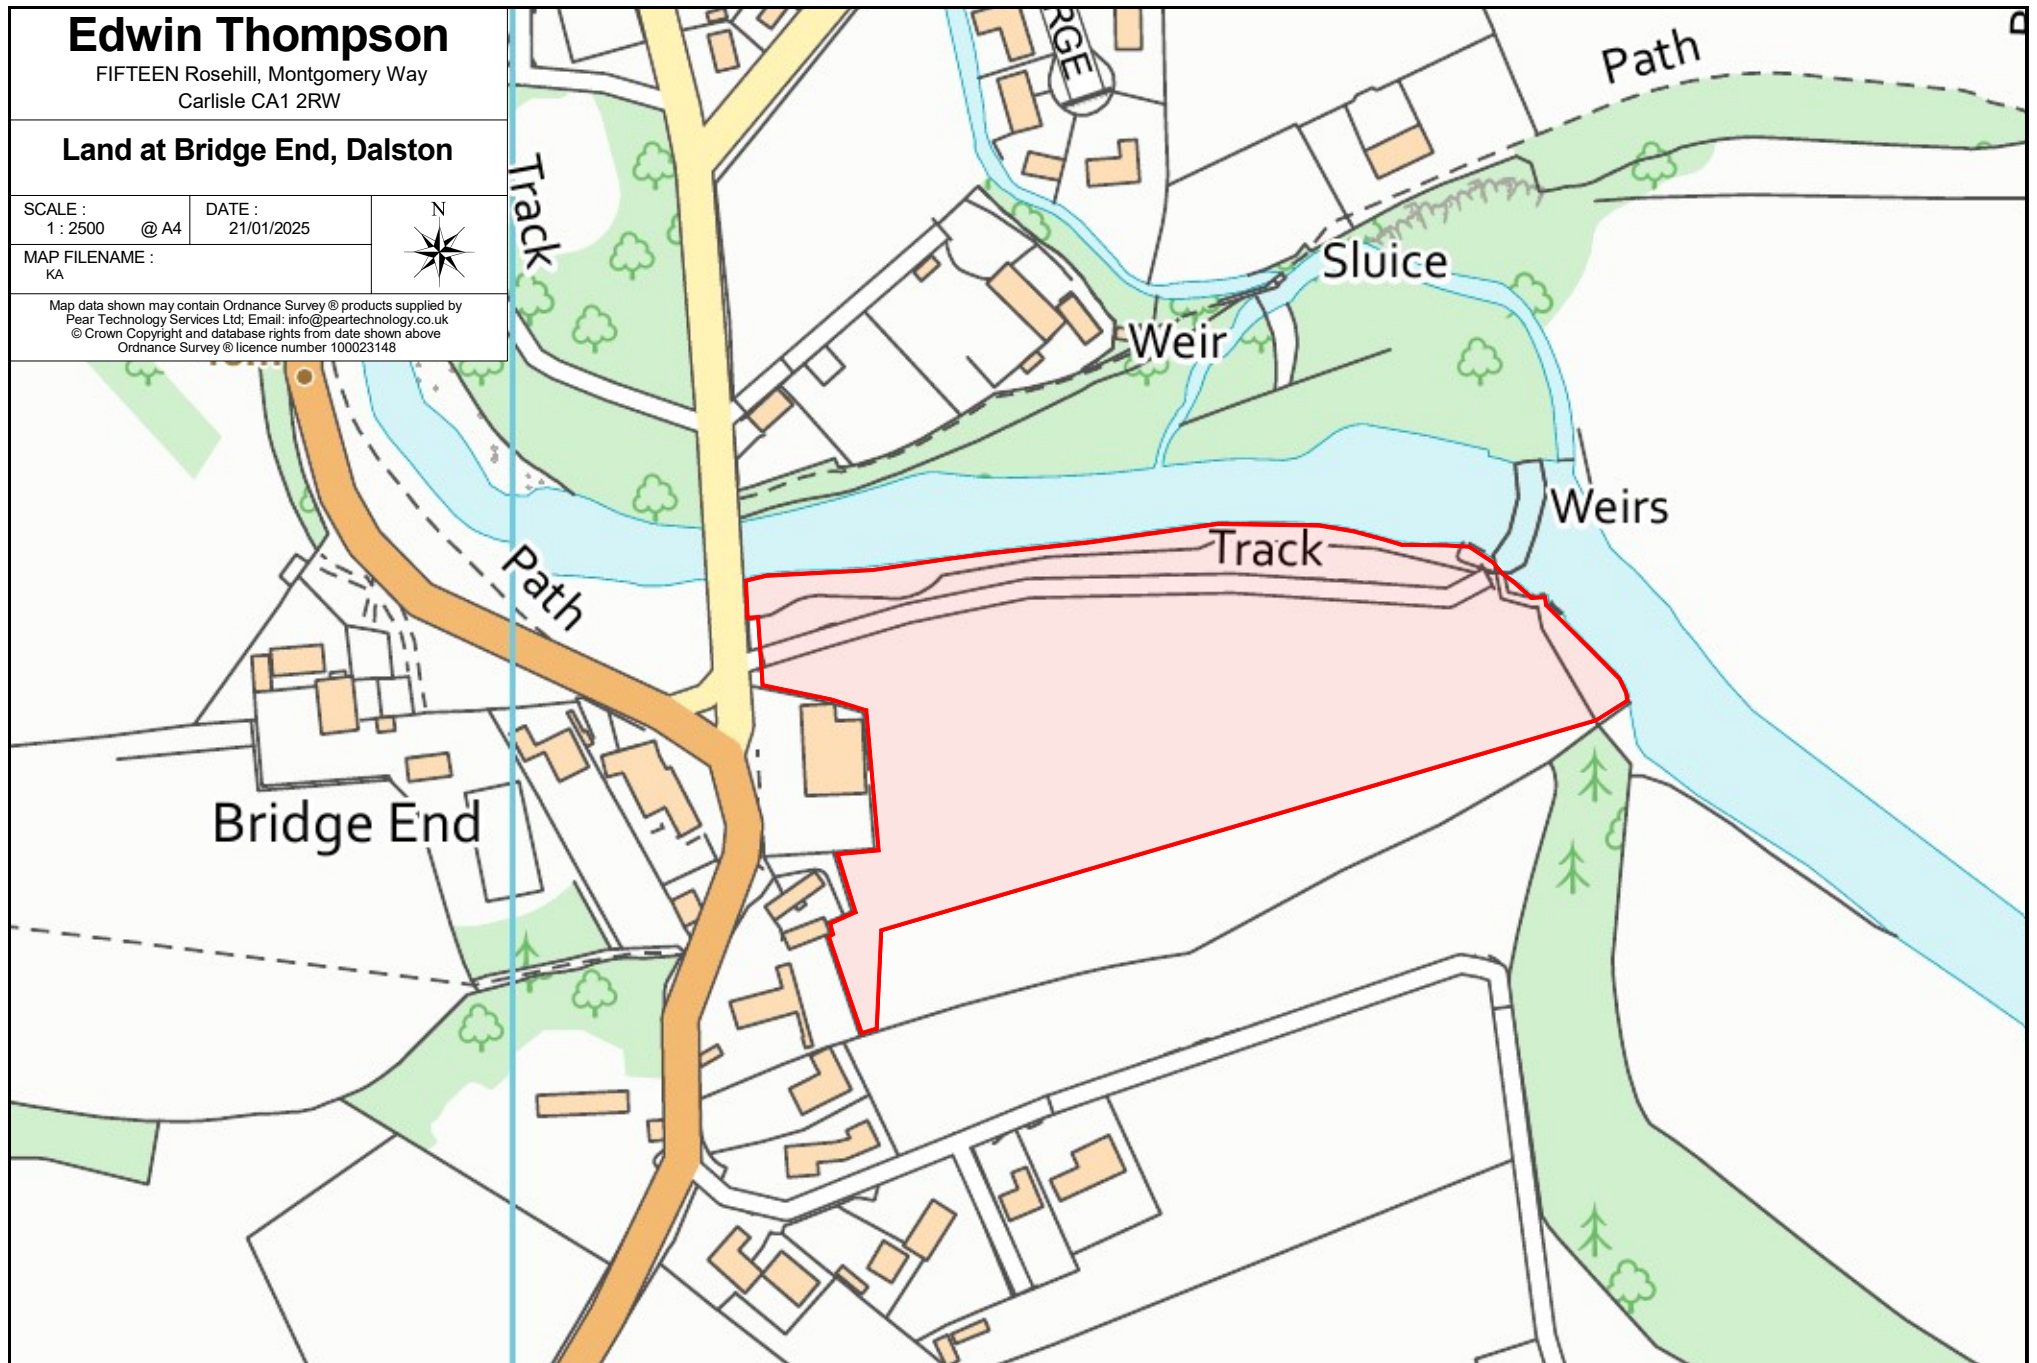 Edwin Thompson
FIFTEEN Rosehill, Montgomery Way
Carlisle CA1 2RW
Land at Bridge End, Dalston
SCALE :
1 : 2500 @ A4
DATE :
21/01/2025
N
MAP FILENAME :
KA
Map data shown may contain Ordnance Survey ® products supplied by
Pear Technology Services Ltd; Email: info@peartechnology.co.uk
© Crown Copyright and database rights from date shown above
Ordnance Survey ® licence number 100023148
Track
Path
Sluice
Weir
Weirs
Track
Path
Bridge End